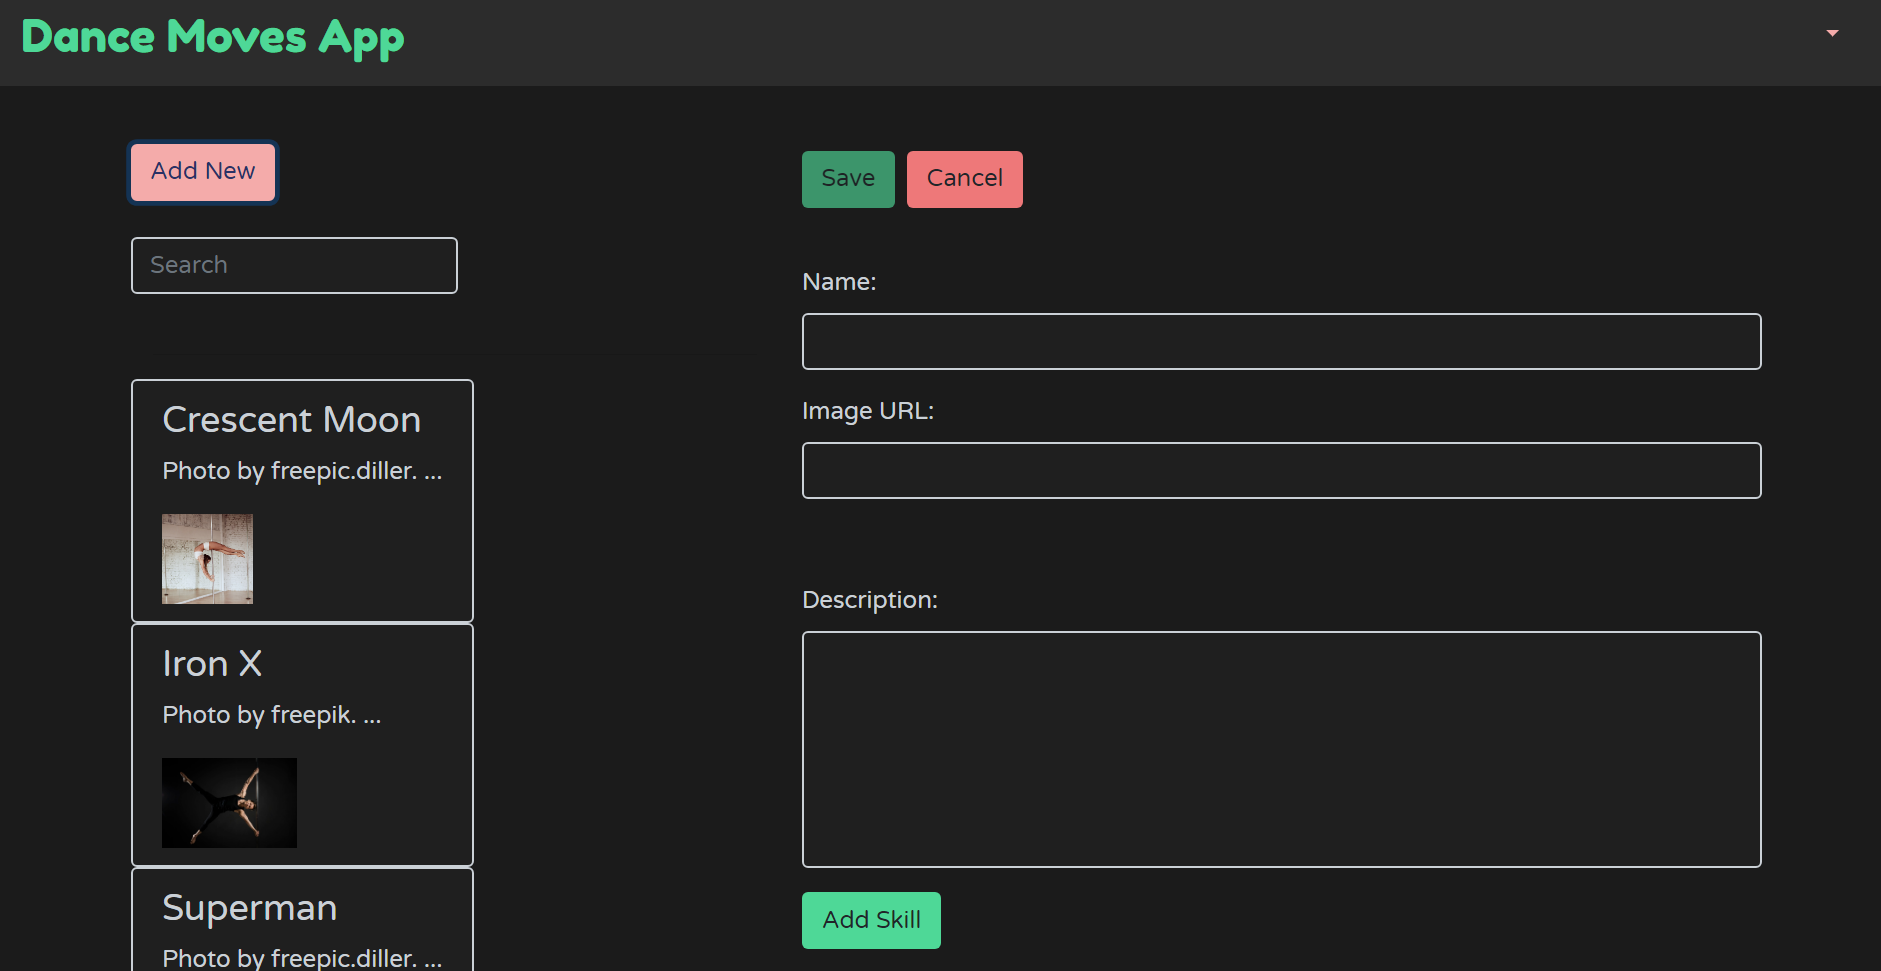 Dance Moves App
Add New
Search
Crescent Moon
Photo by freepic.diller. ...
Iron X
Photo by freepik. ...
Superman
Photo by freepic.diller. ...
Save
Cancel
Name:
Image URL:
Description:
Add Skill